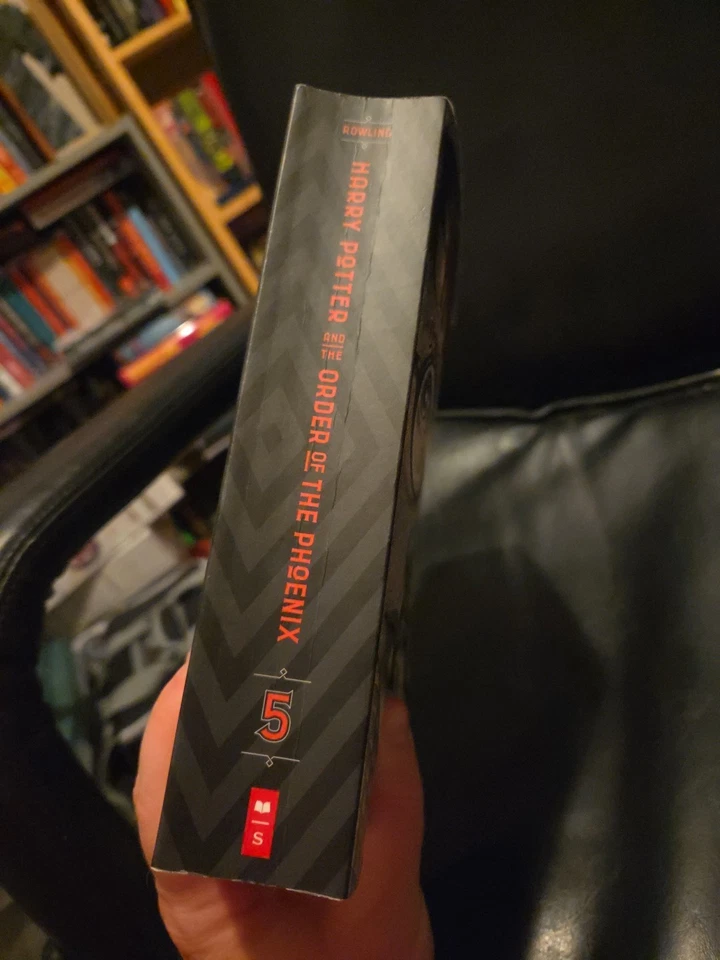 ROWLING
HARRY POTTER AND THE ORDER OF THE PHOENIX
5
S